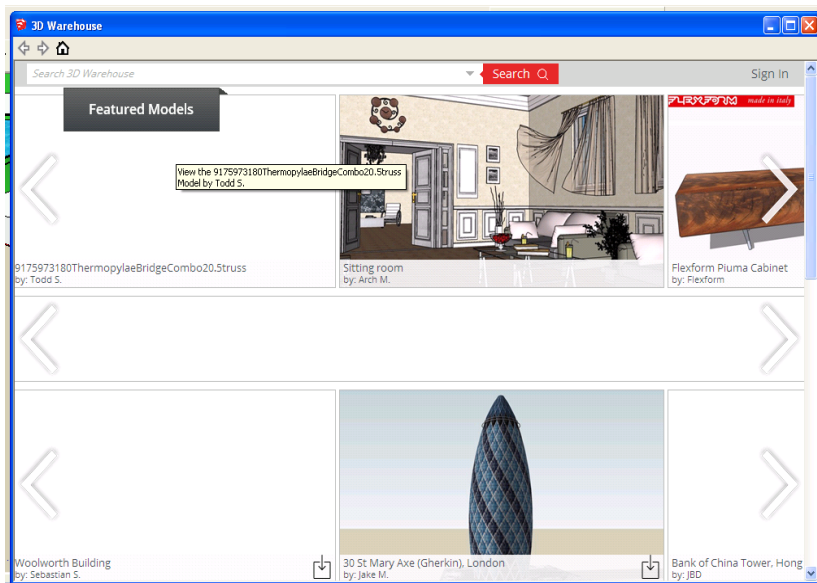 3D Warehouse
Search 3D Warehouse
Search
Sign In
Featured Models
FLEXFORM made in italy
View the 9175973180ThermopylaeBridgeCombo20.5truss
Model by Todd S.
9175973180ThermopylaeBridgeCombo20.5truss
by: Todd S.
Sitting room
by: Arch M.
Flexform Piuma Cabinet
by: Flexform
Woolworth Building
by: Sebastian S.
30 St Mary Axe (Gherkin), London
by: Jake M.
Bank of China Tower, Hong
by: JBD